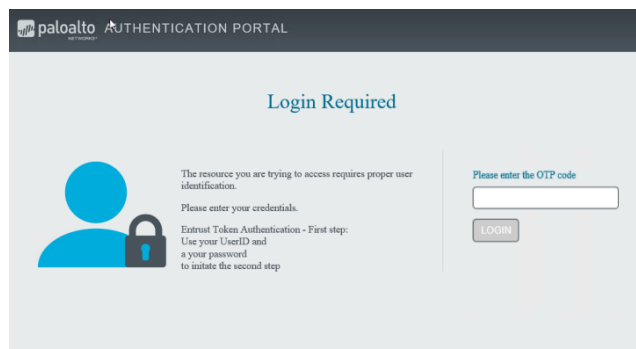 paloalto AUTHENTICATION PORTAL
NETWORKS
Login Required
The resource you are trying to access requires proper user
identification.
Please enter your credentials.
Entrust Token Authentication - First step:
Use your UserID and
a your password
to initate the second step
Please enter the OTP code
LOGIN